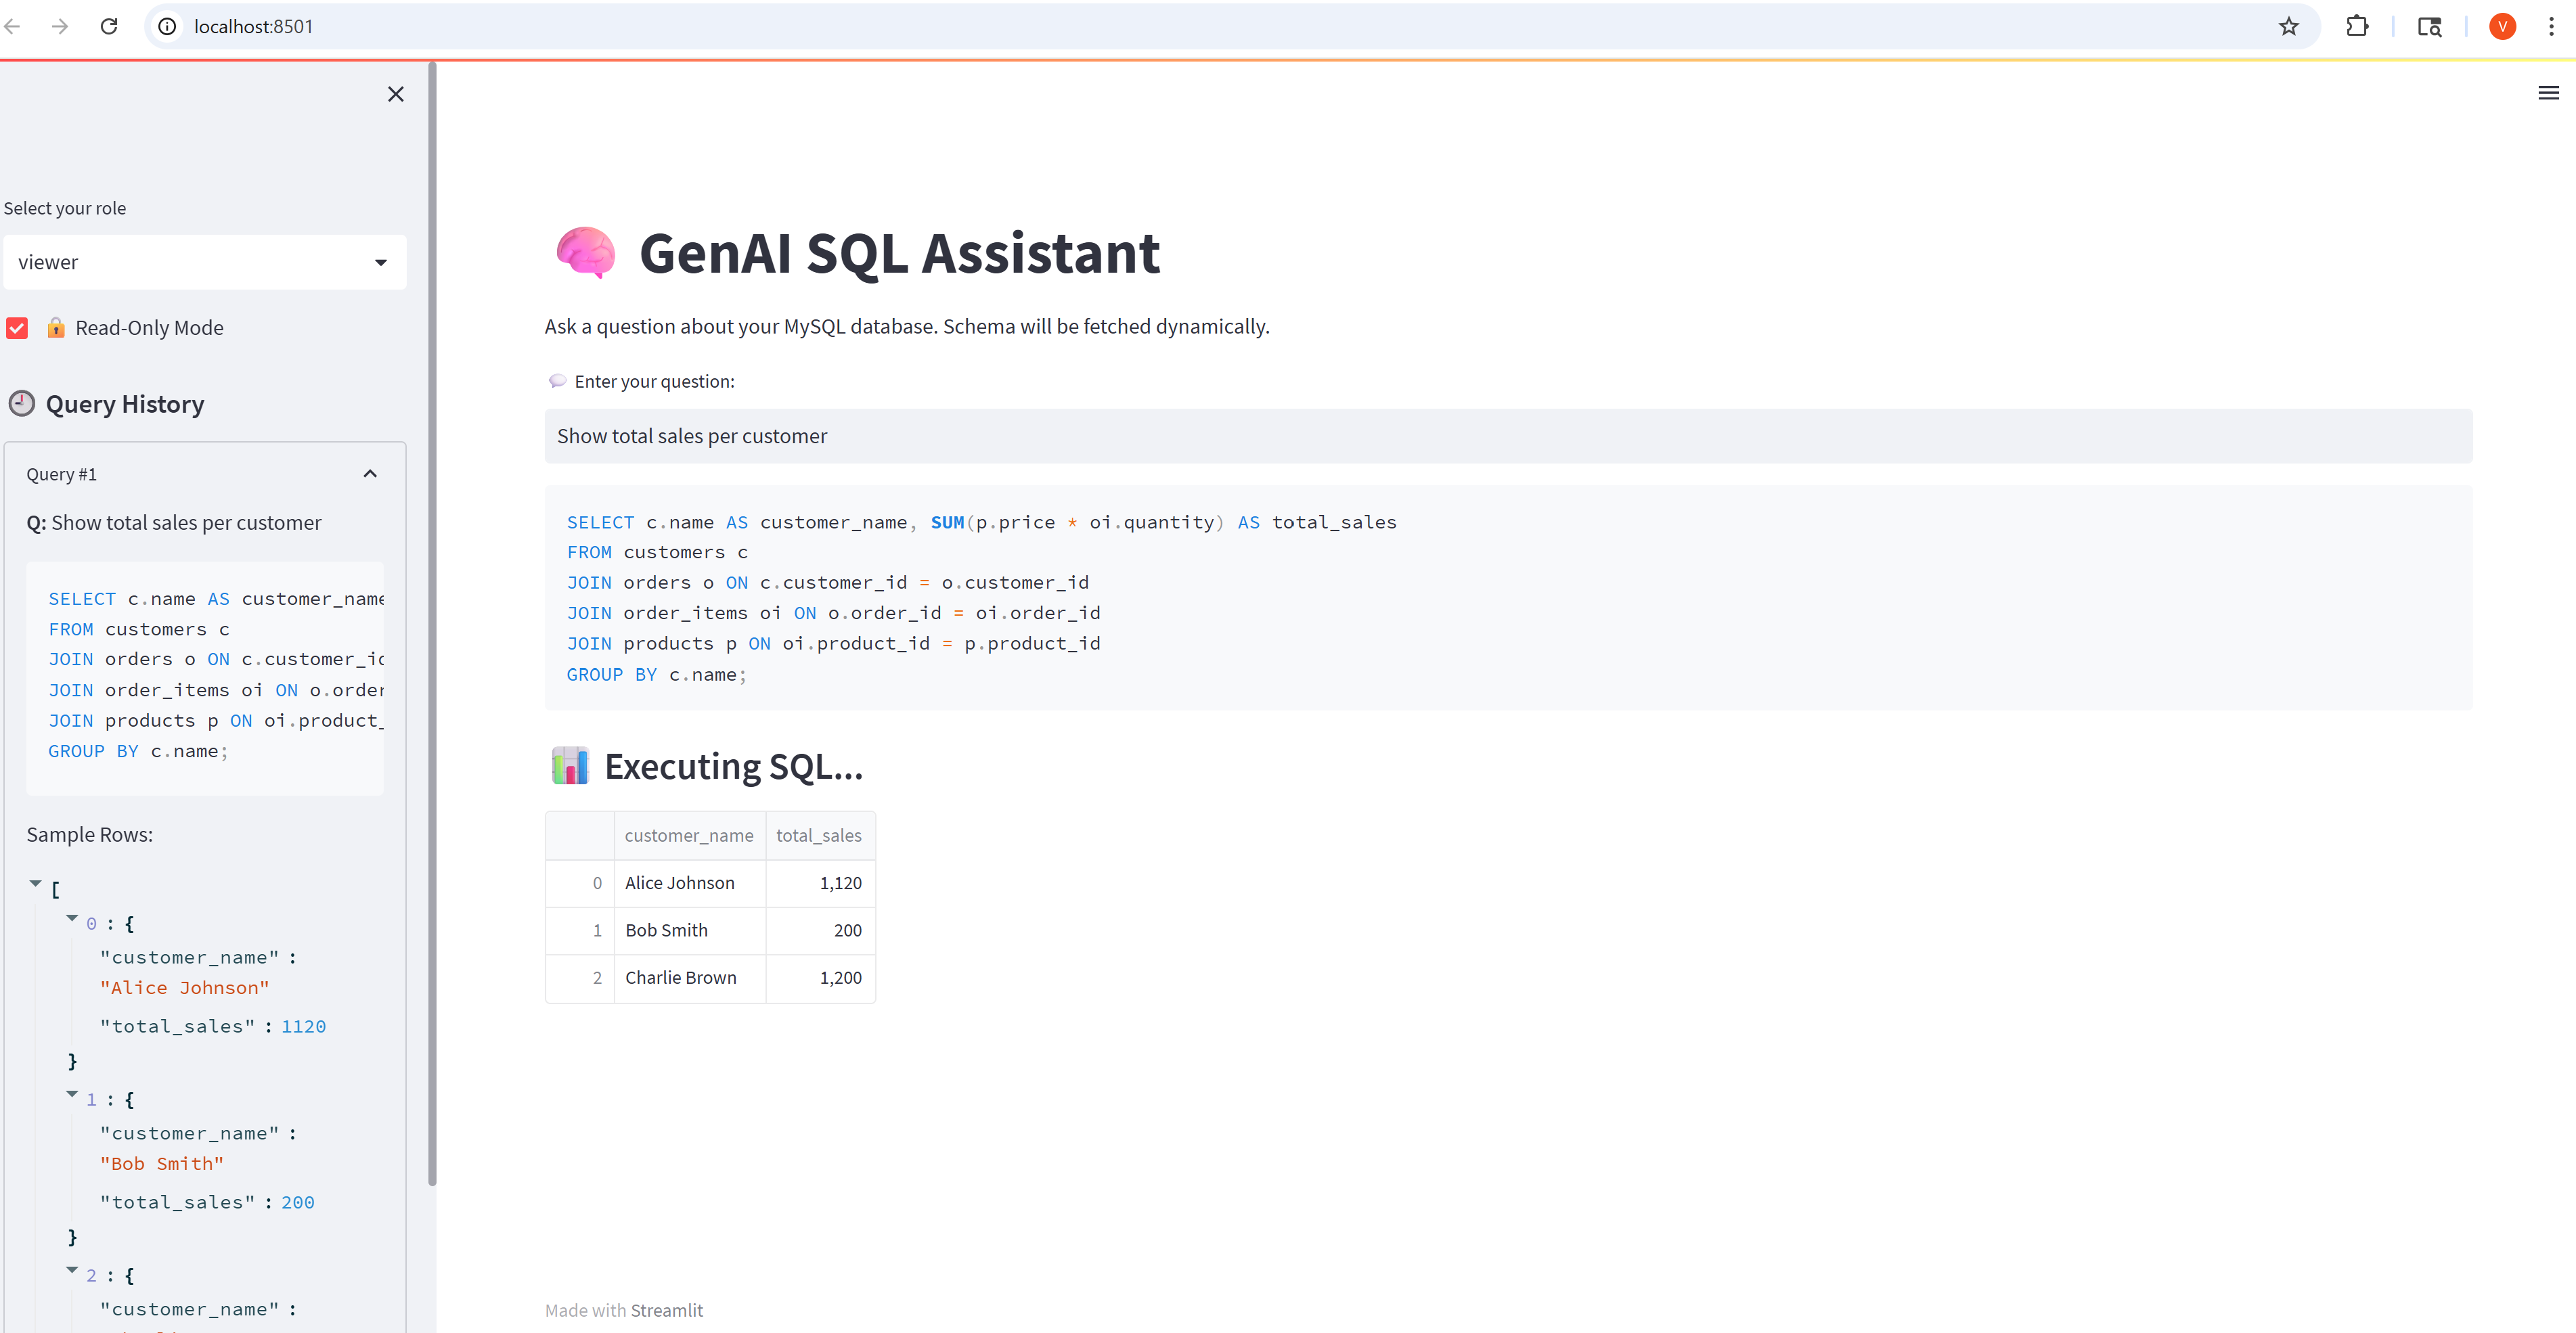 localhost:8501
V
Select your role
viewer
Read-Only Mode
Query History
Query #1
Q: Show total sales per customer
SELECT c.name AS customer_name
FROM customers c
JOIN orders o ON c.customer_id
JOIN order_items oi ON o.order
JOIN products p ON oi.product_
GROUP BY c.name;
Sample Rows:
[
0 : {
"customer_name" :
"Alice Johnson"
"total_sales" : 1120
}
1 : {
"customer_name" :
"Bob Smith"
"total_sales" : 200
}
2 : {
"customer_name" :
GenAI SQL Assistant
Ask a question about your MySQL database. Schema will be fetched dynamically.
Enter your question:
Show total sales per customer
SELECT c.name AS customer_name, SUM(p.price * oi.quantity) AS total_sales
FROM customers c
JOIN orders o ON c.customer_id = o.customer_id
JOIN order_items oi ON o.order_id = oi.order_id
JOIN products p ON oi.product_id = p.product_id
GROUP BY c.name;
Executing SQL...
customer_name total_sales
0 Alice Johnson 1,120
1 Bob Smith 200
2 Charlie Brown 1,200
Made with Streamlit